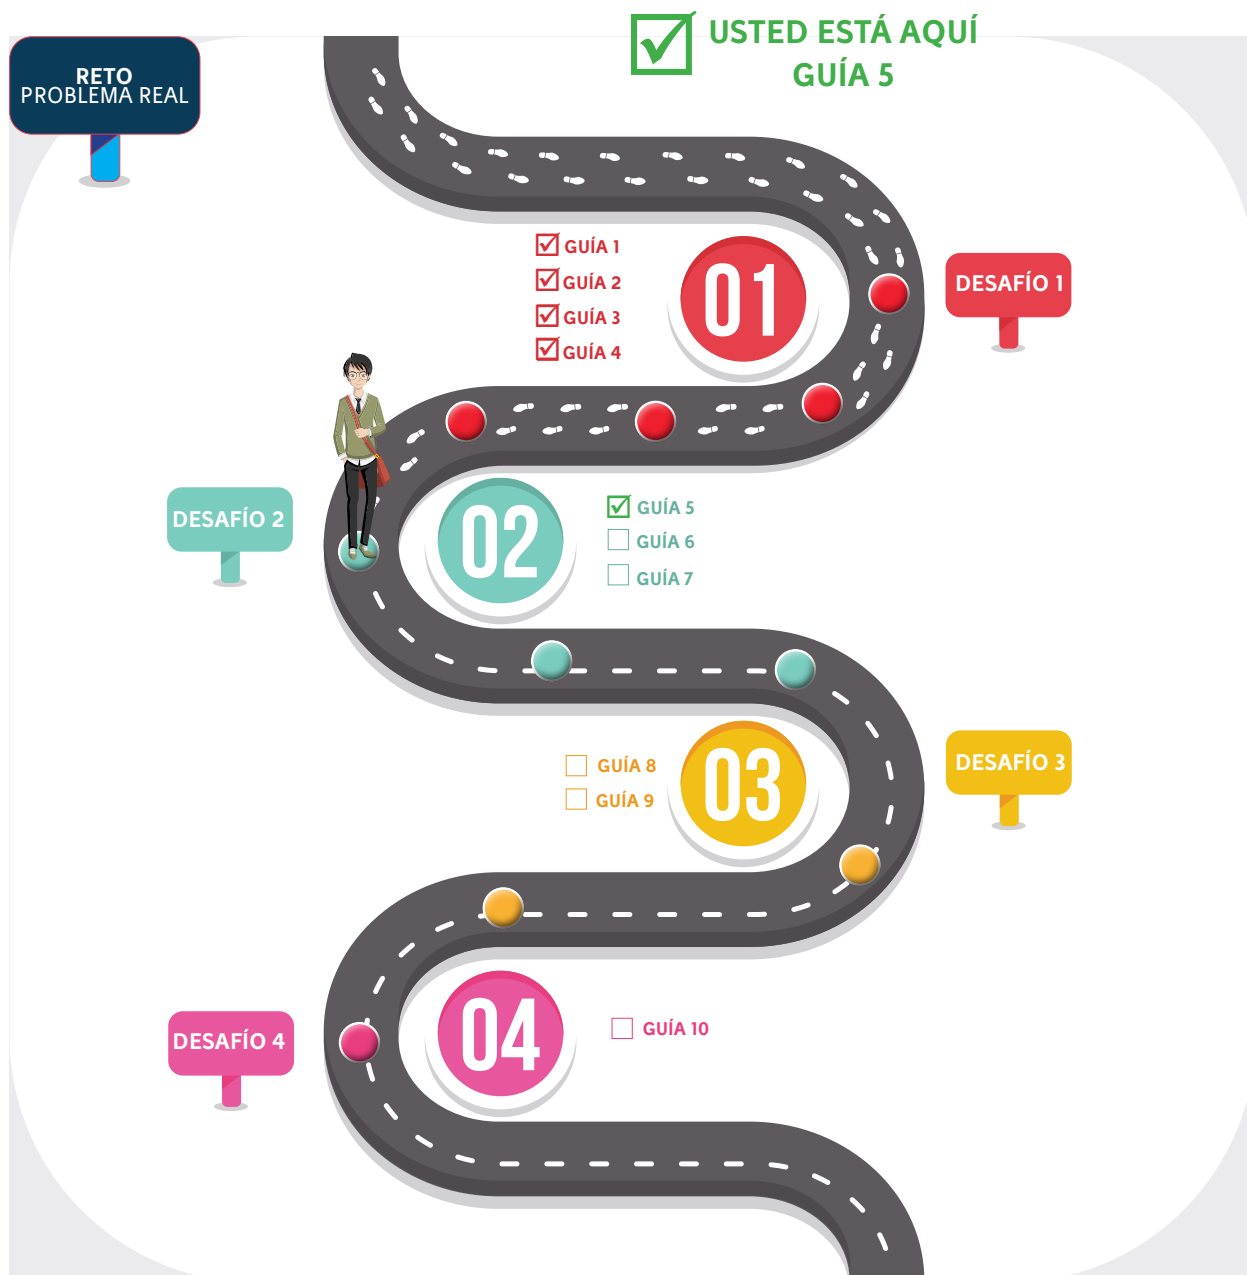 USTED ESTÁ AQUÍ
GUÍA 5
RETO
PROBLEMA REAL
GUÍA 1
GUÍA 2
GUÍA 3
GUÍA 4
01
DESAFÍO 1
DESAFÍO 2
02
GUÍA 5
GUÍA 6
GUÍA 7
GUÍA 8
GUÍA 9
03
DESAFÍO 3
DESAFÍO 4
04
GUÍA 10